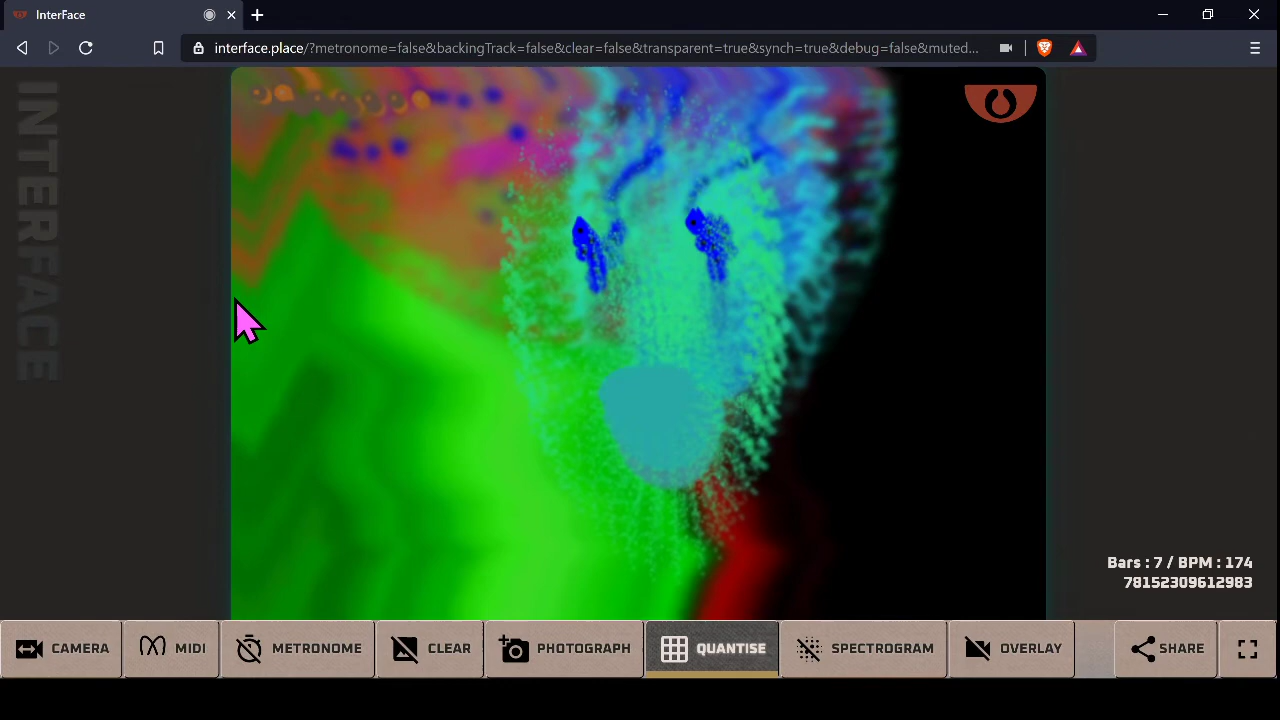 InterFace
interface.place/?metronome=false&backingTrack=false&clear=false&transparent=true&synch=true&debug=false&muted...
INTERFACE
Bars : 7 / BPM : 174
78152309612983
CAMERA
MIDI
METRONOME
CLEAR
PHOTOGRAPH
QUANTISE
SPECTROGRAM
OVERLAY
SHARE